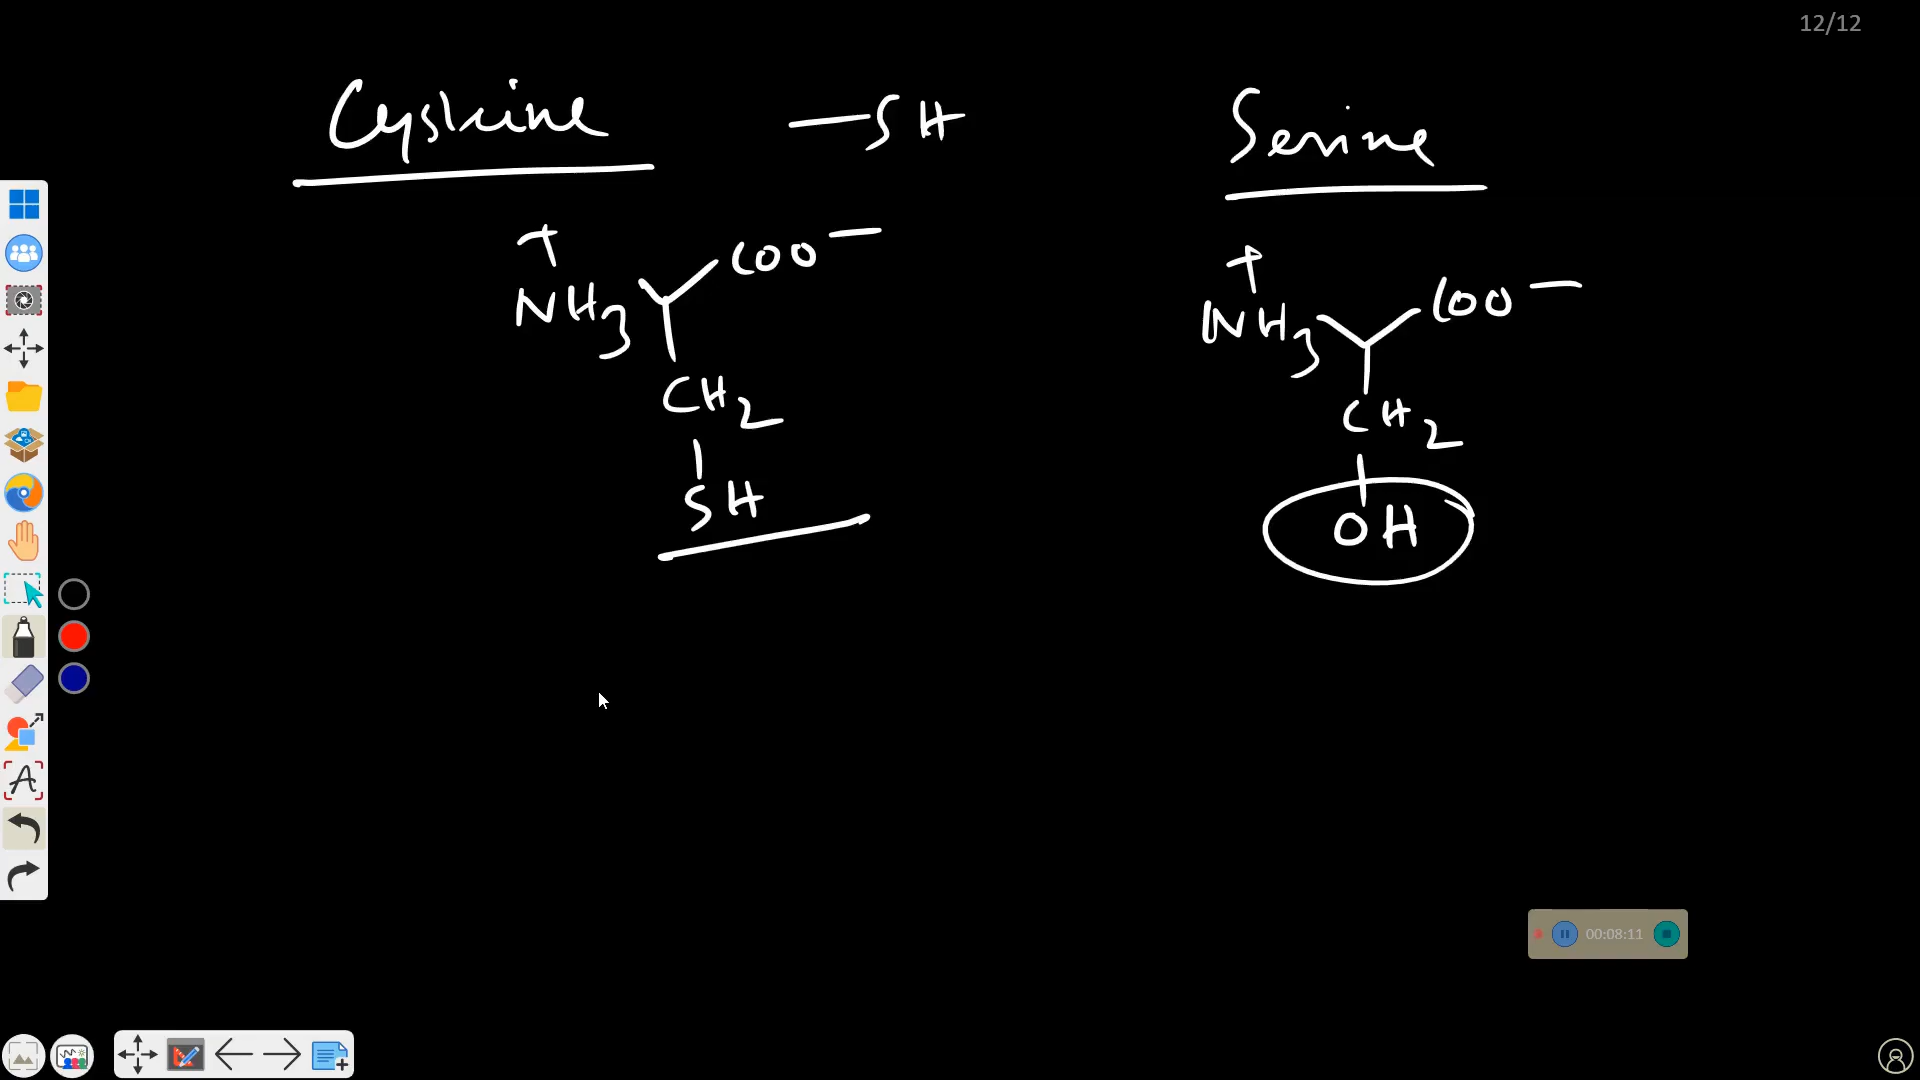 12/12
Cysteine —SH Serine
+
NH3 COO—
CH2
SH
+
NH3 COO—
CH2
OH
00:08:11